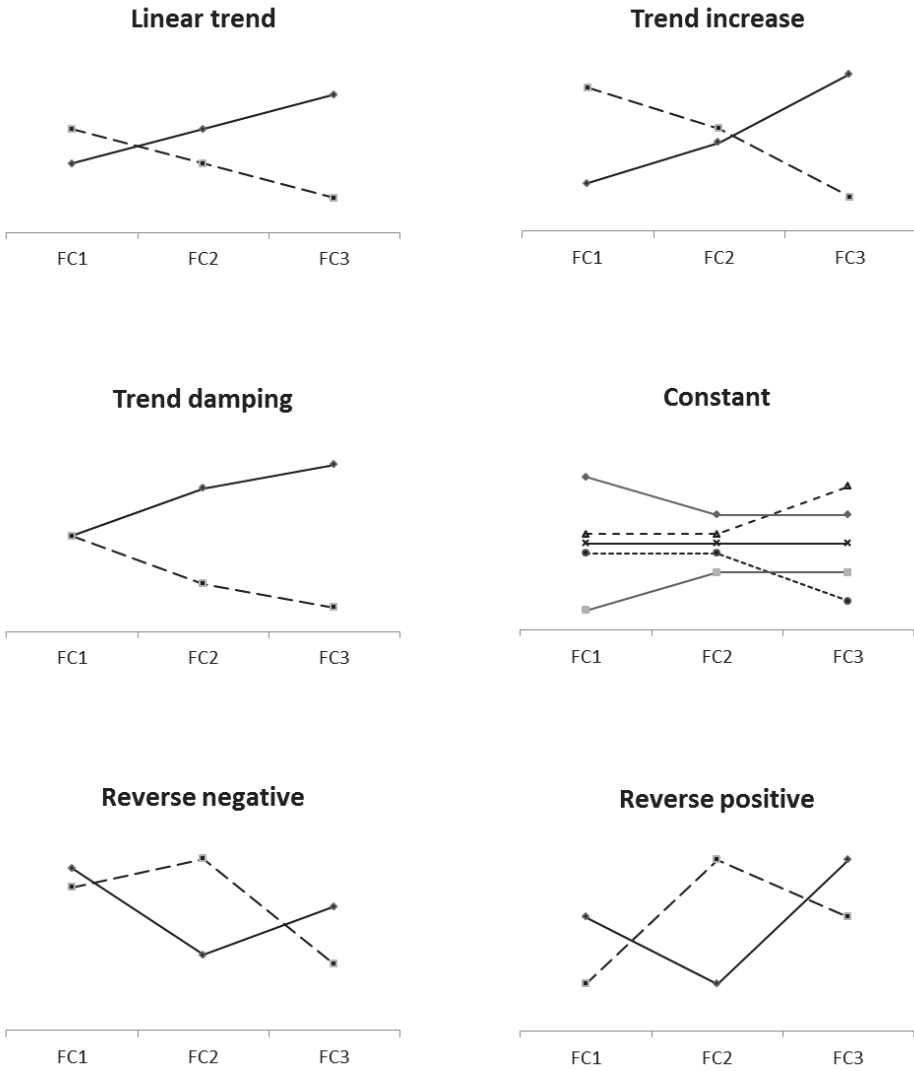 Linear trend
FC1 FC2 FC3
Trend increase
FC1 FC2 FC3
Trend damping
FC1 FC2 FC3
Constant
FC1 FC2 FC3
Reverse negative
FC1 FC2 FC3
Reverse positive
FC1 FC2 FC3